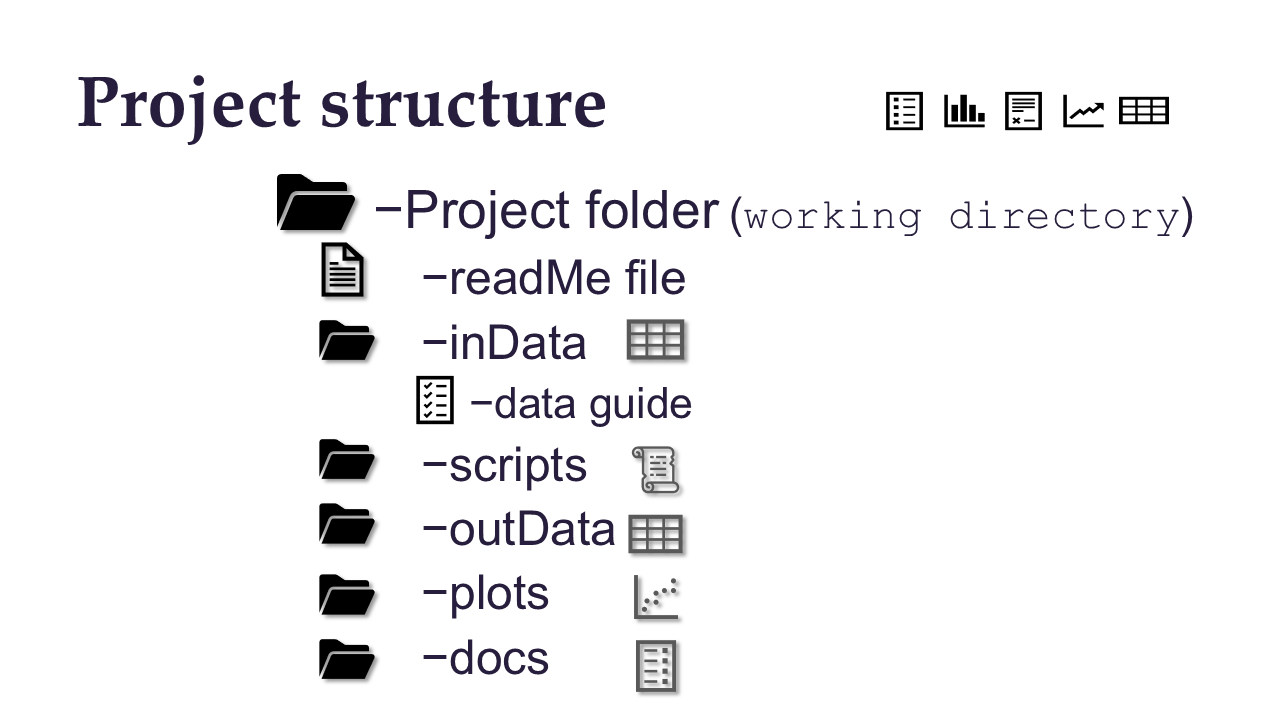 Project structure
−Project folder (working directory)
−readMe file
−inData
−data guide
−scripts
−outData
−plots
−docs